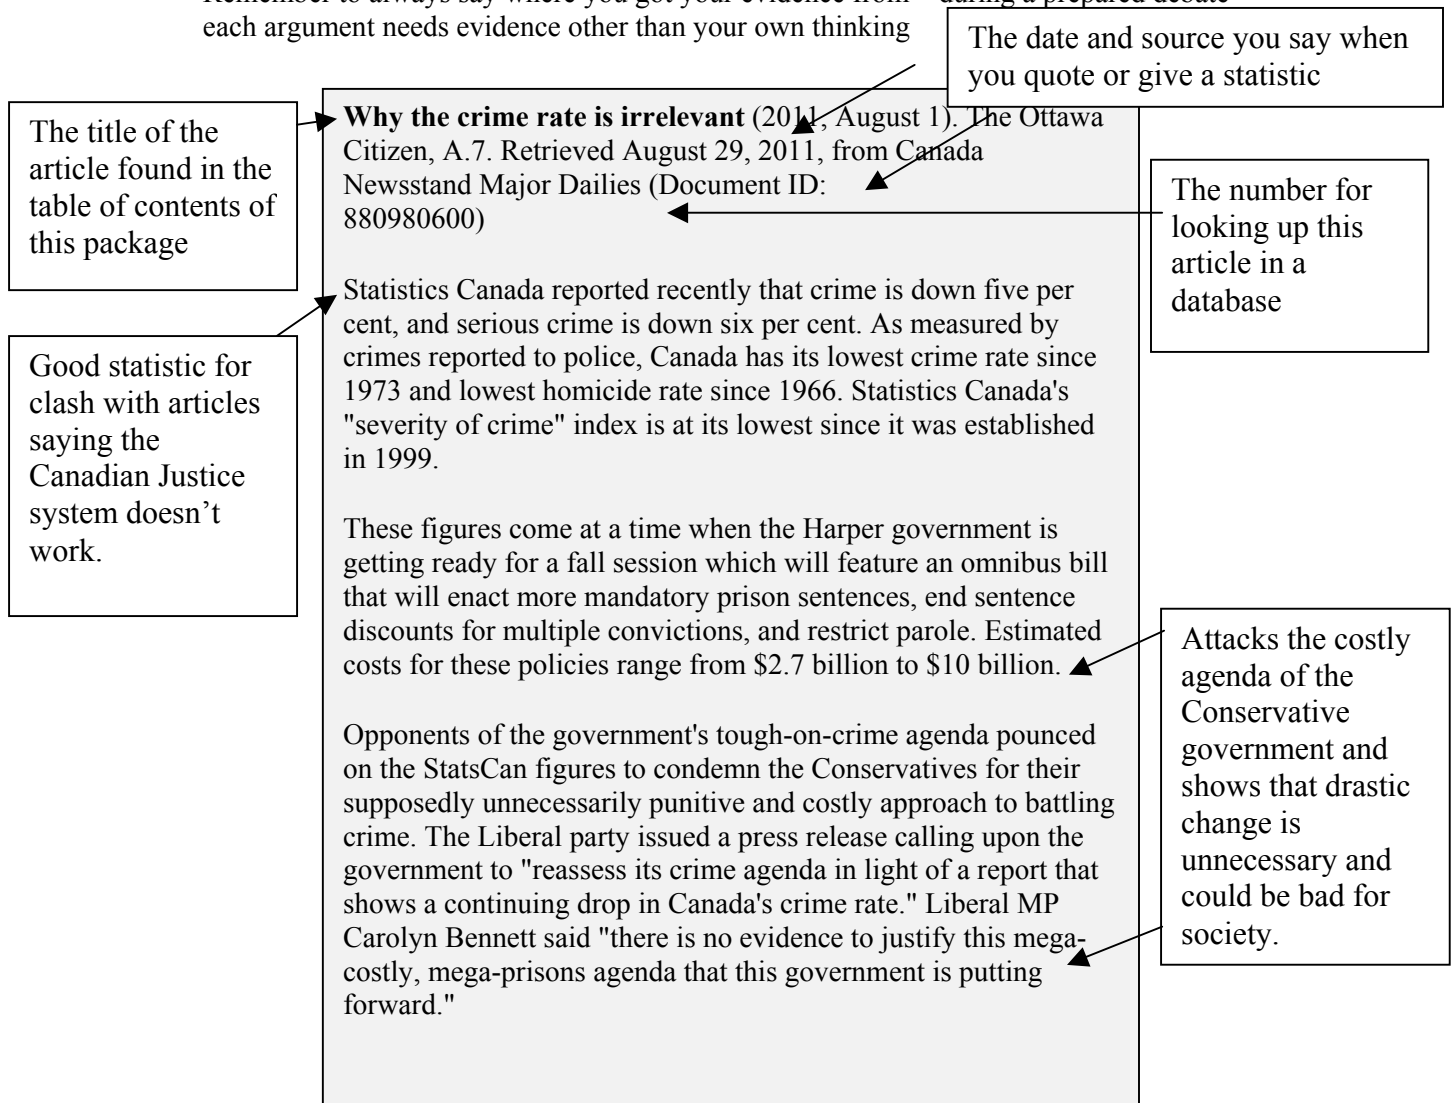 Remember to always say where you got your evidence from – during a prepared debate
each argument needs evidence other than your own thinking
The date and source you say when
you quote or give a statistic
The title of the
article found in the
table of contents of
this package
Why the crime rate is irrelevant (2011, August 1). The Ottawa
Citizen, A.7. Retrieved August 29, 2011, from Canada
Newsstand Major Dailies (Document ID:
880980600)
The number for
looking up this
article in a
database
Good statistic for
clash with articles
saying the
Canadian Justice
system doesn’t
work.
Statistics Canada reported recently that crime is down five per
cent, and serious crime is down six per cent. As measured by
crimes reported to police, Canada has its lowest crime rate since
1973 and lowest homicide rate since 1966. Statistics Canada's
"severity of crime" index is at its lowest since it was established
in 1999.
These figures come at a time when the Harper government is
getting ready for a fall session which will feature an omnibus bill
that will enact more mandatory prison sentences, end sentence
discounts for multiple convictions, and restrict parole. Estimated
costs for these policies range from $2.7 billion to $10 billion.
Attacks the costly
agenda of the
Conservative
government and
shows that drastic
change is
unnecessary and
could be bad for
society.
Opponents of the government's tough-on-crime agenda pounced
on the StatsCan figures to condemn the Conservatives for their
supposedly unnecessarily punitive and costly approach to battling
crime. The Liberal party issued a press release calling upon the
government to "reassess its crime agenda in light of a report that
shows a continuing drop in Canada's crime rate." Liberal MP
Carolyn Bennett said "there is no evidence to justify this mega-
costly, mega-prisons agenda that this government is putting
forward."